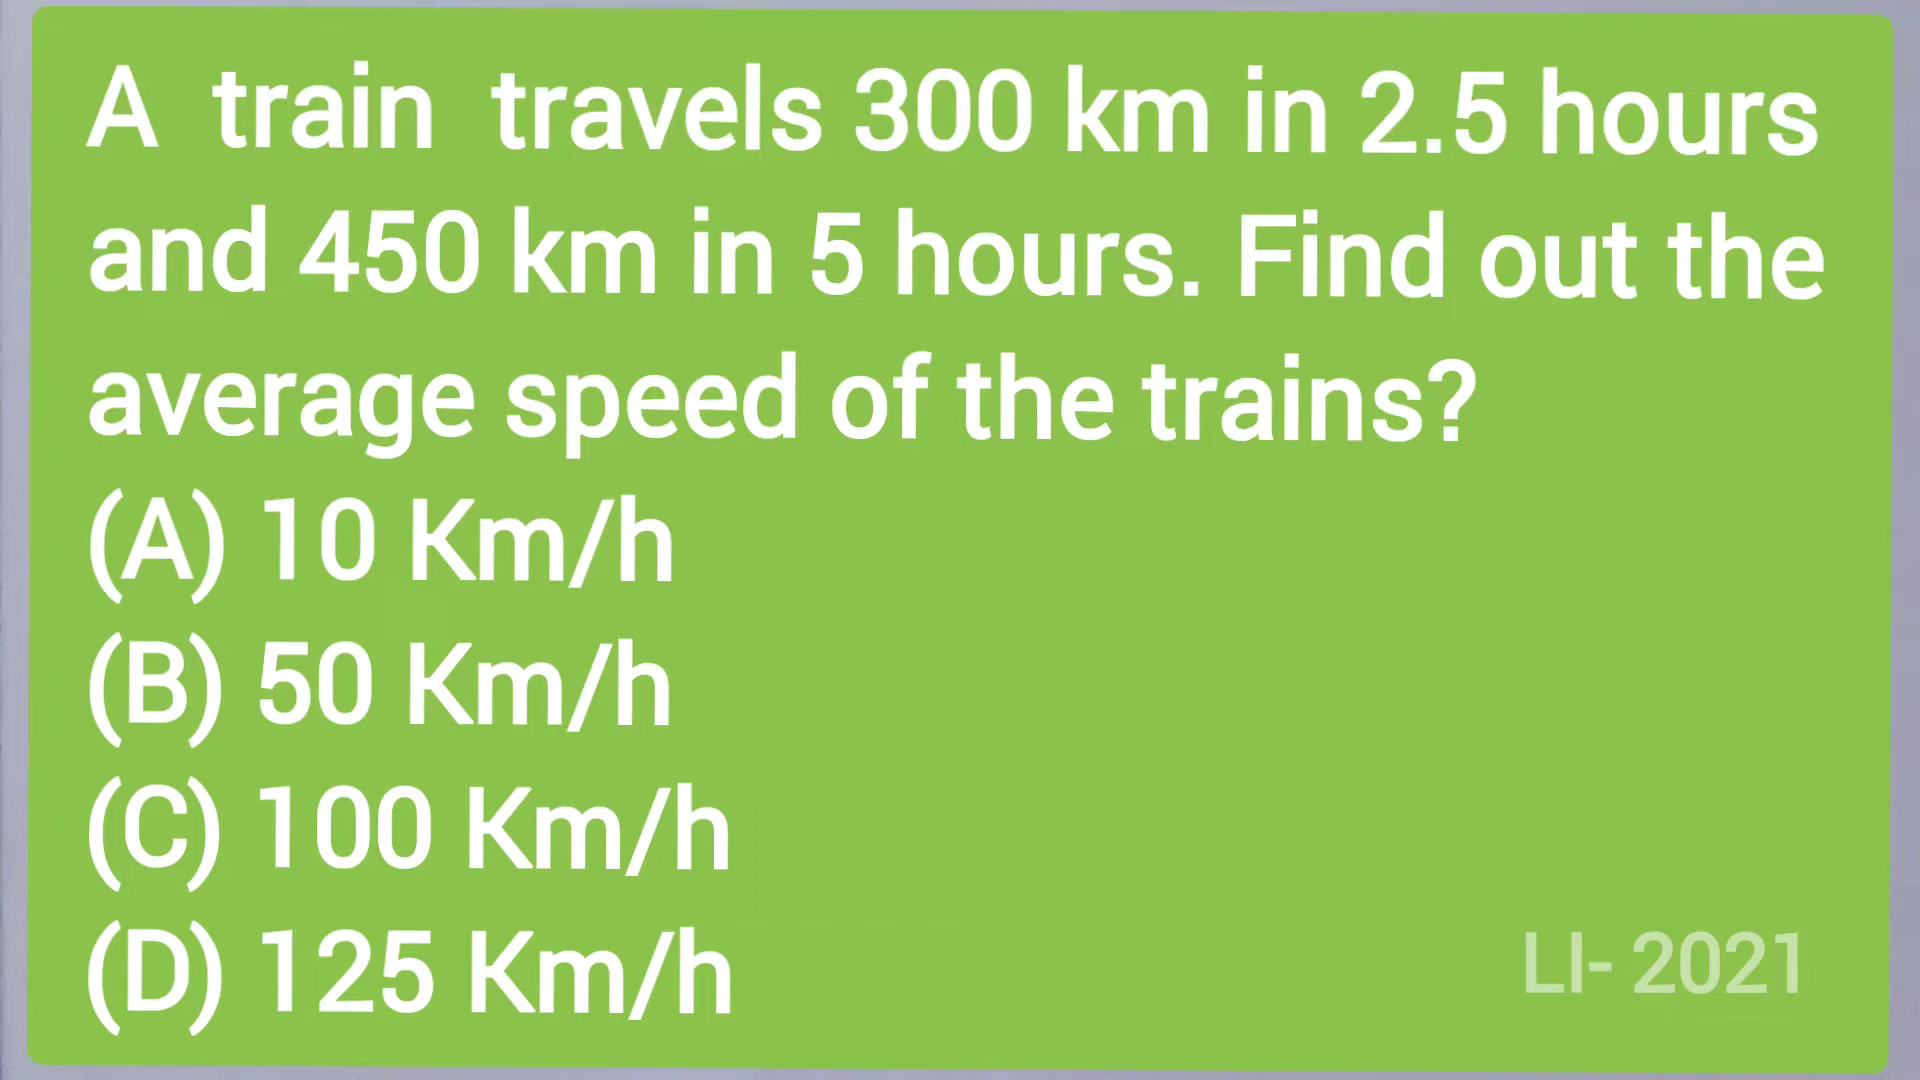 A train travels 300 km in 2.5 hours
and 450 km in 5 hours. Find out the
average speed of the trains?
(A) 10 Km/h
(B) 50 Km/h
(C) 100 Km/h
(D) 125 Km/h
LI- 2021